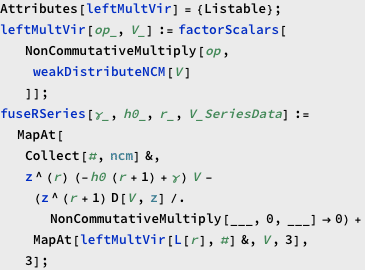 Attributes[leftMultVir] = {Listable};
leftMultVir[op_, V_] := factorScalars[
NonCommutativeMultiply[op,
weakDistributeNCM[V]
]];
fuseRSeries[γ_, h0_, r_, V_SeriesData] :=
MapAt[
Collect[#, ncm] &,
z^(r) (-h0 (r + 1) + γ) V -
(z^(r + 1) D[V, z] /.
NonCommutativeMultiply[___, 0, ___] → 0) +
MapAt[leftMultVir[L[r], #] &, V, 3],
3];